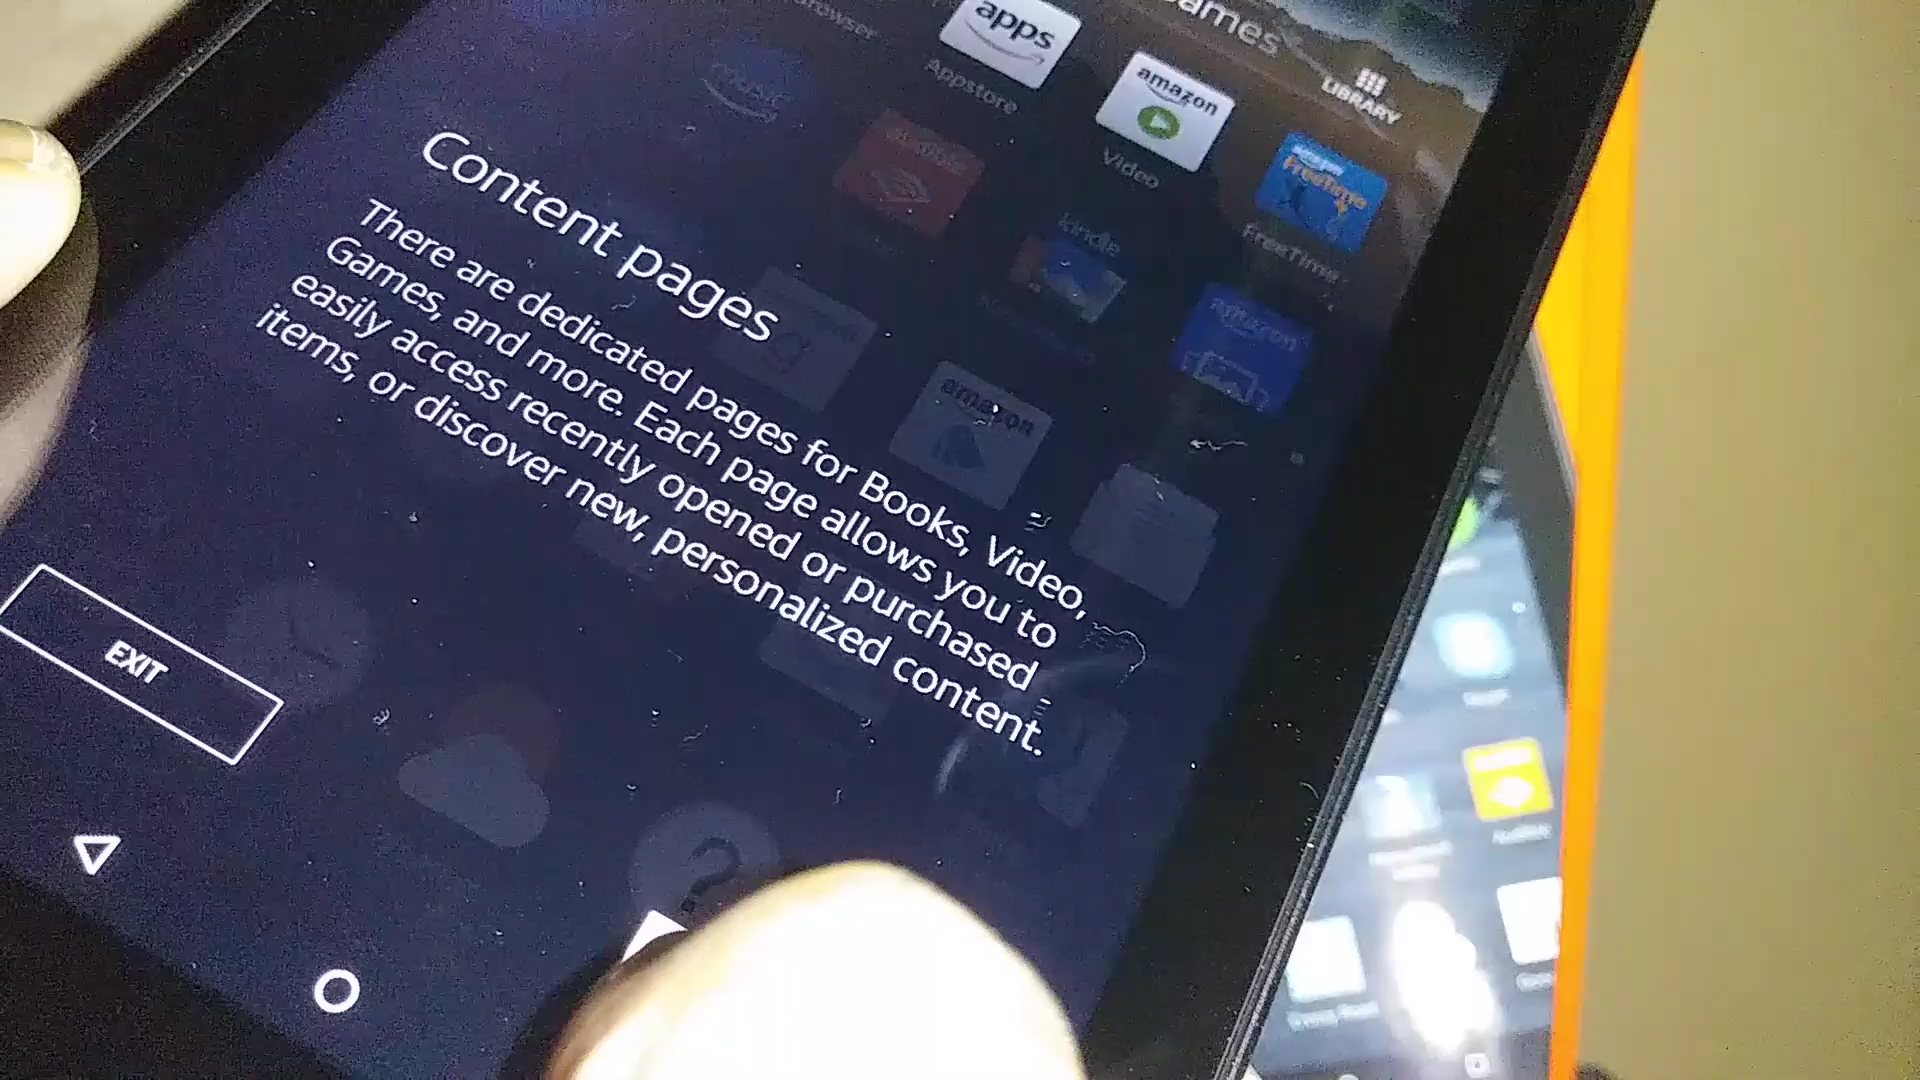 Games
LIBRARY
Browser
apps
Appstore
amazon
Video
FreeTime
FreeTime
kindle
amazon
amazon
Content pages
There are dedicated pages for Books, Video,
Games, and more. Each page allows you to
easily access recently opened or purchased
items, or discover new, personalized content.
EXIT
?